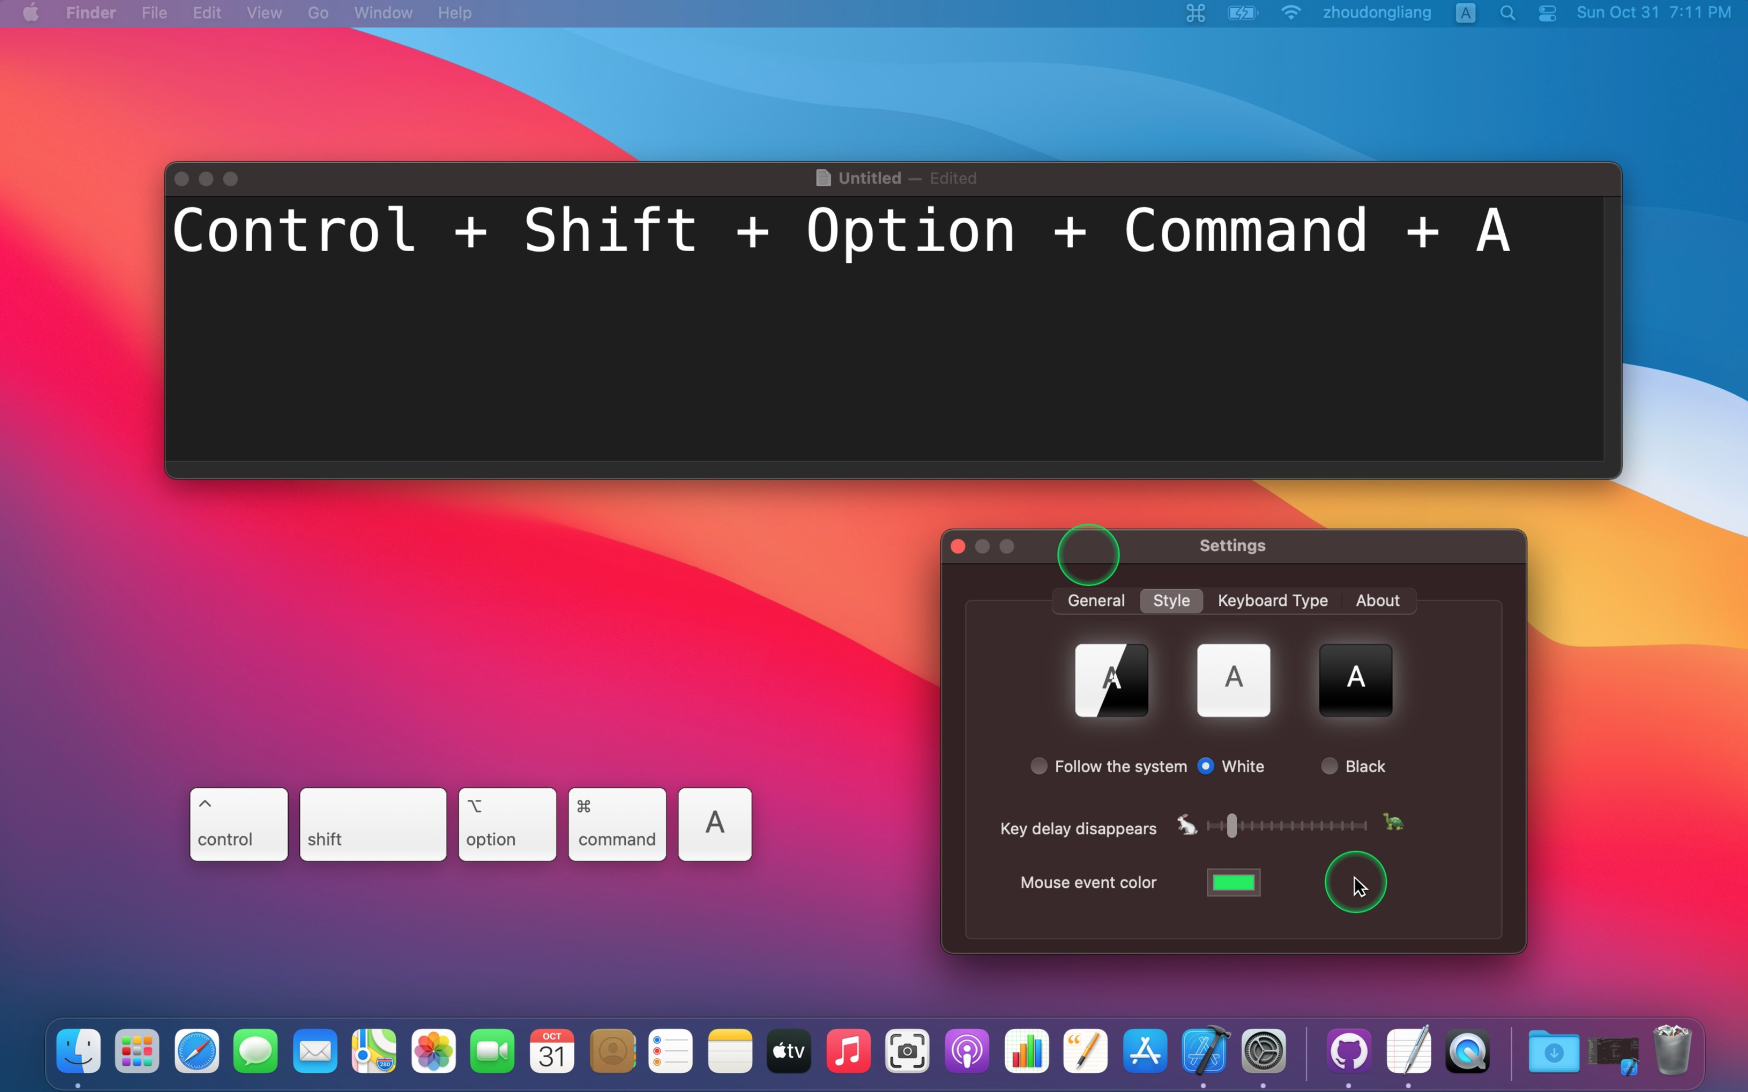 Finder File Edit View Go Window Help
zhoudongliang A Sun Oct 31 7:11 PM
Untitled — Edited
Control + Shift + Option + Command + A
Settings
General Style Keyboard Type About
A A A
Follow the system White Black
Key delay disappears
Mouse event color
^ ⌥ ⌘ A
control shift option command
OCT
31
tv
280